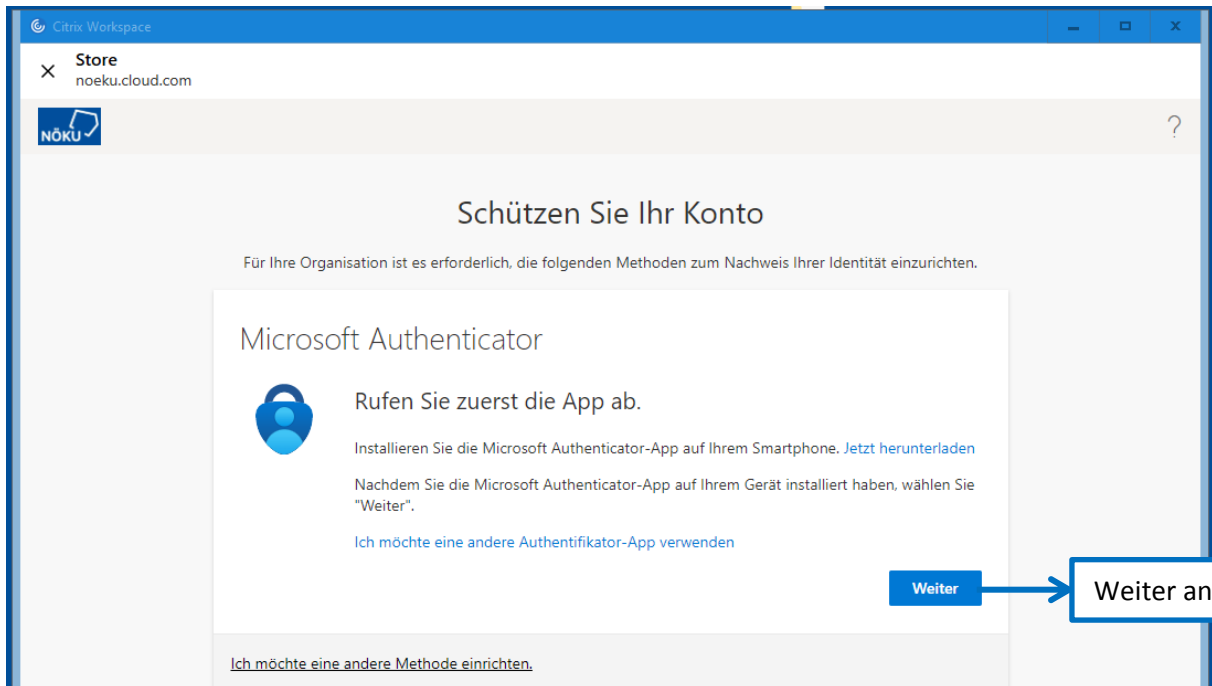 Citrix Workspace
Store
noeku.cloud.com
NÖKU
?
Schützen Sie Ihr Konto
Für Ihre Organisation ist es erforderlich, die folgenden Methoden zum Nachweis Ihrer Identität einzurichten.
Microsoft Authenticator
Rufen Sie zuerst die App ab.
Installieren Sie die Microsoft Authenticator-App auf Ihrem Smartphone. Jetzt herunterladen
Nachdem Sie die Microsoft Authenticator-App auf Ihrem Gerät installiert haben, wählen Sie
"Weiter".
Ich möchte eine andere Authentifikator-App verwenden
Weiter
Weiter an
Ich möchte eine andere Methode einrichten.